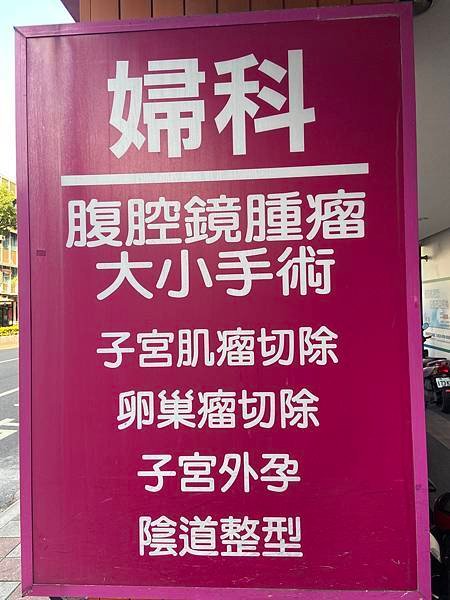 婦科
腹腔鏡腫瘤
大小手術
子宮肌瘤切除
卵巢瘤切除
子宮外孕
陰道整型